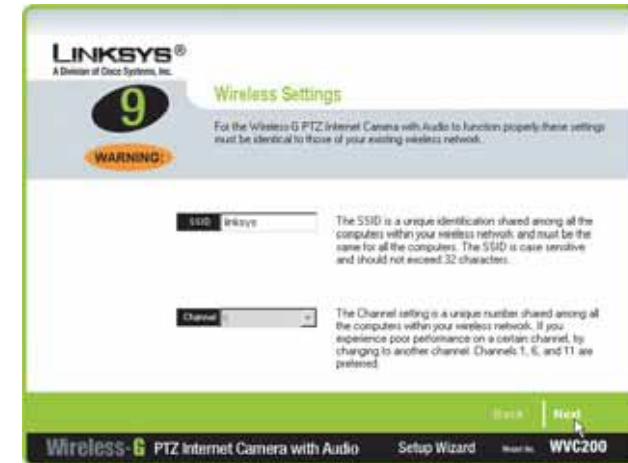 LINKSYS®
A Division of Cisco Systems, Inc.
9
WARNING:
Wireless Settings
For the Wireless-G PTZ Internet Camera with Audio to function properly these settings
must be identical to those of your existing wireless network.
SSID linksys
The SSID is a unique identification shared among all the
computers within your wireless network and must be the
same for all the computers. The SSID is case sensitive
and should not exceed 32 characters.
Channel
The Channel setting is a unique number shared among all
the computers within your wireless network. If you
experience poor performance on a certain channel, try
changing to another channel. Channels 1, 6, and 11 are
preferred.
Back Next
Wireless-G PTZ Internet Camera with Audio Setup Wizard Model No. WVC200